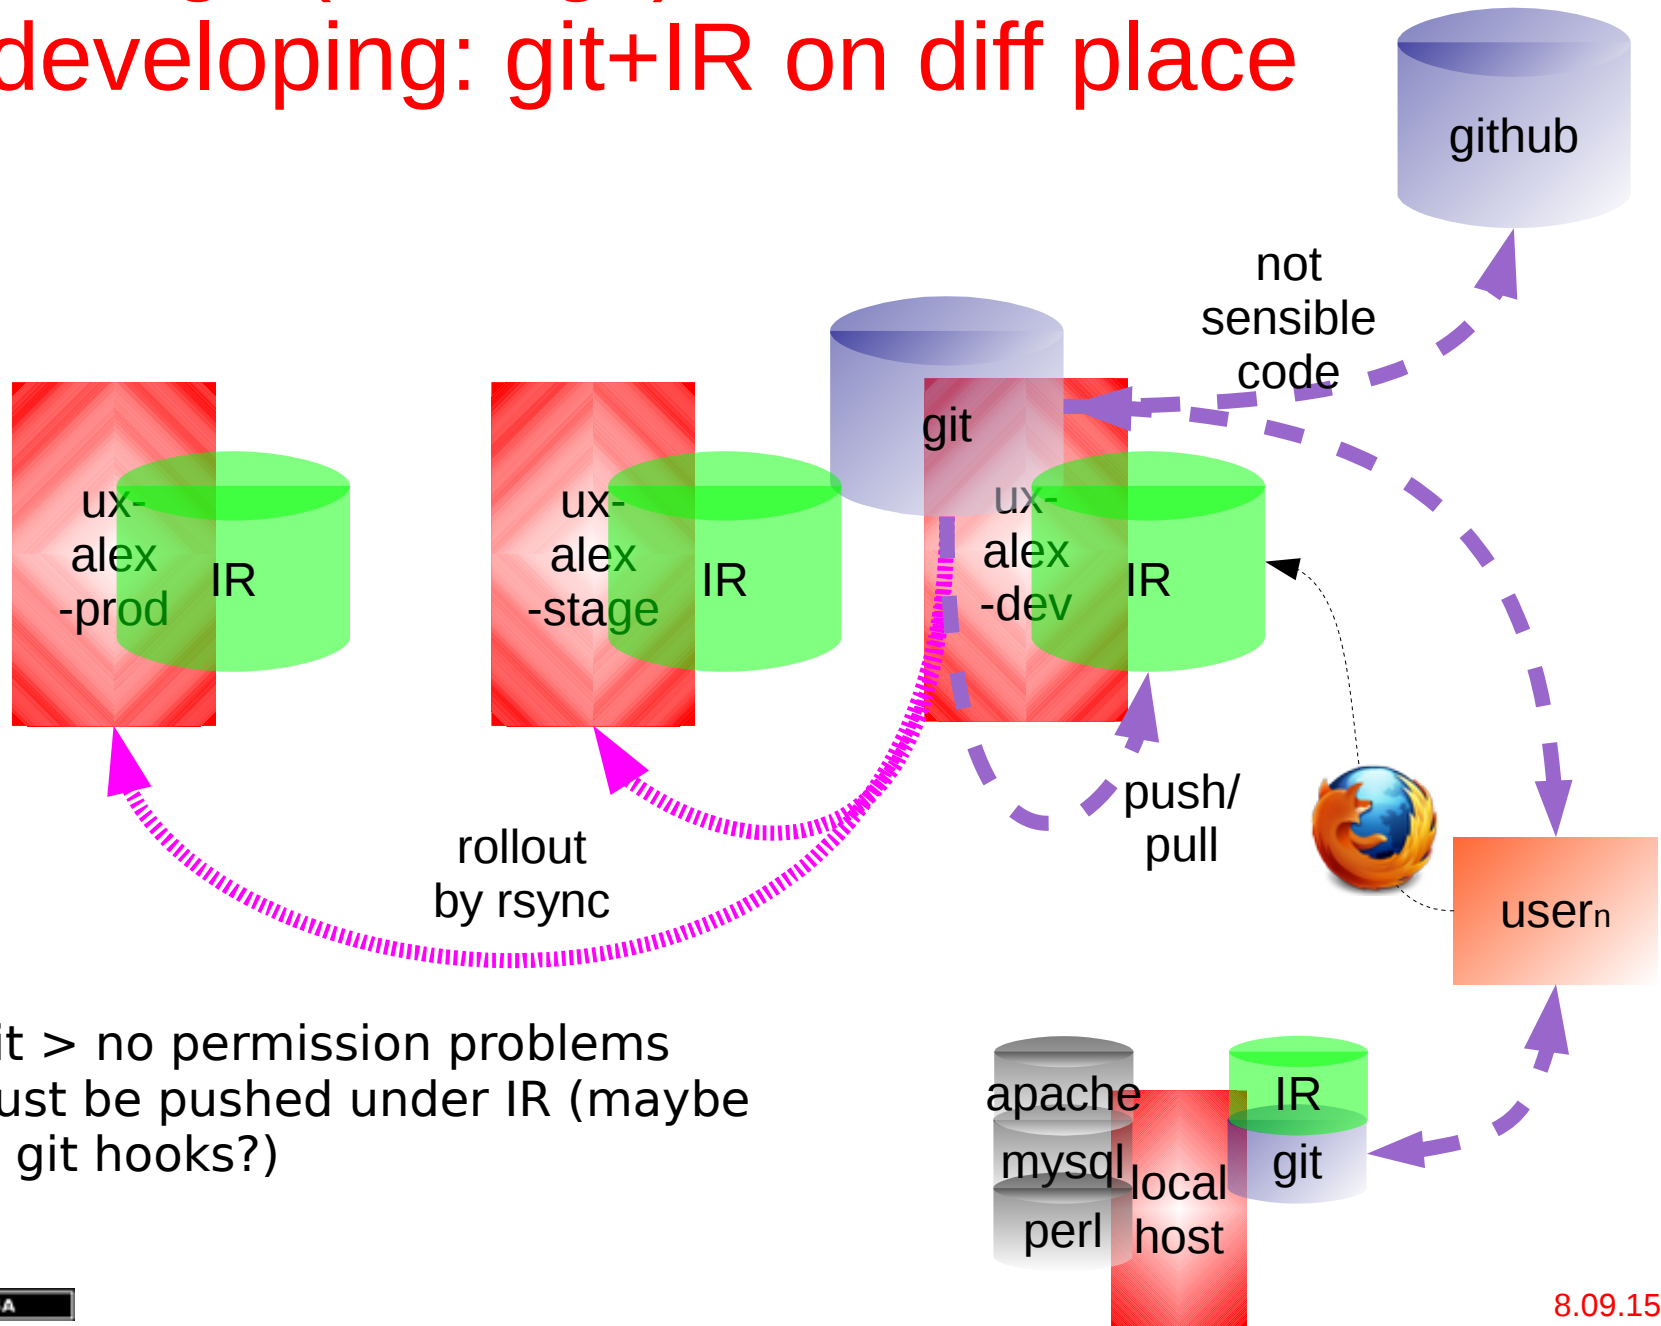 developing: git+IR on diff place
github
not
sensible
code
git
ux-
alex
-prod
IR
ux-
alex
-stage
IR
ux-
alex
-dev
IR
push/
pull
rollout
by rsync
usern
it > no permission problems
ust be pushed under IR (maybe
git hooks?)
apache
mysql
perl
local
host
IR
git
8.09.15